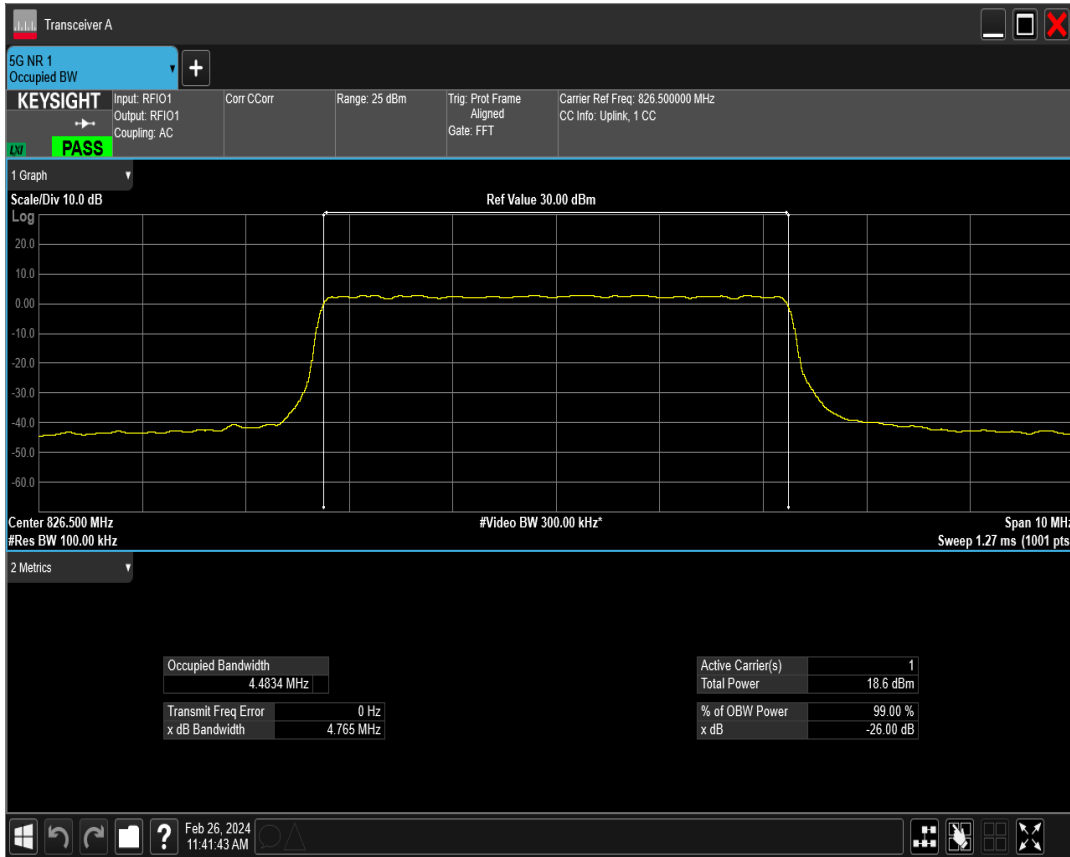 Transceiver A
5G NR 1
Occupied BW
+
KEYSIGHT
LXI
PASS
Input: RFIO1
Output: RFIO1
Coupling: AC
Corr CCorr
Range: 25 dBm
Trig: Prot Frame
Aligned
Gate: FFT
Carrier Ref Freq: 826.500000 MHz
CC Info: Uplink, 1 CC
1 Graph
Scale/Div 10.0 dB
Ref Value 30.00 dBm
Log
20.0
10.0
0.00
-10.0
-20.0
-30.0
-40.0
-50.0
-60.0
Center 826.500 MHz
#Video BW 300.00 kHz*
Span 10 MHz
#Res BW 100.00 kHz
Sweep 1.27 ms (1001 pts
2 Metrics
Occupied Bandwidth
4.4834 MHz
Transmit Freq Error 0 Hz
x dB Bandwidth 4.765 MHz
Active Carrier(s) 1
Total Power 18.6 dBm
% of OBW Power 99.00 %
x dB -26.00 dB
?
Feb 26, 2024
11:41:43 AM